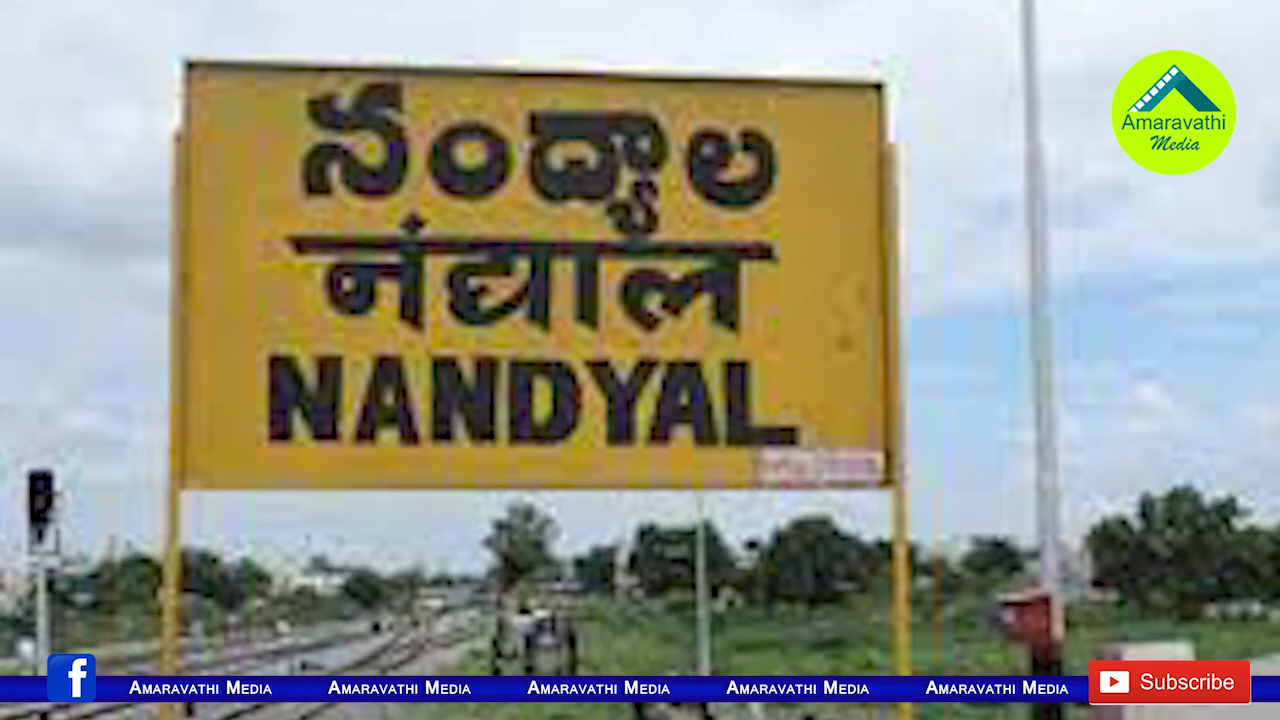 నంద్యాల
नंद्याल
NANDYAL
Amaravathi
Media
AMARAVATHI MEDIA AMARAVATHI MEDIA AMARAVATHI MEDIA AMARAVATHI MEDIA AMARAVATHI MEDIA
Subscribe